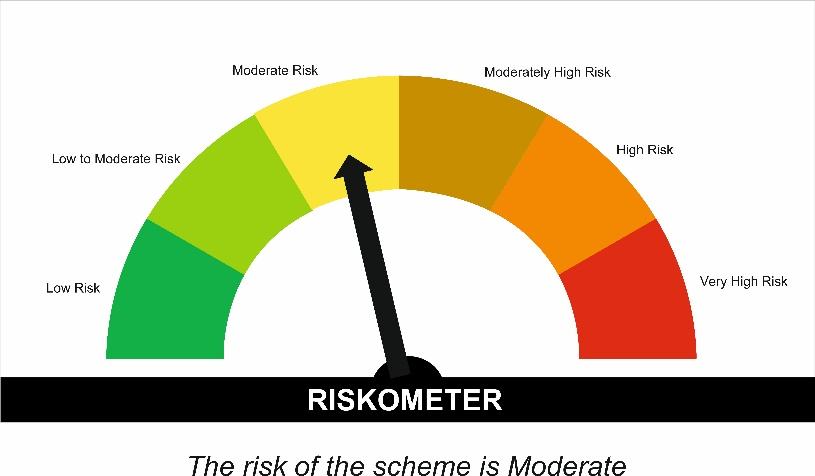 Moderate Risk
Moderately High Risk
Low to Moderate Risk
High Risk
Low Risk
Very High Risk
RISKOMETER
The risk of the scheme is Moderate